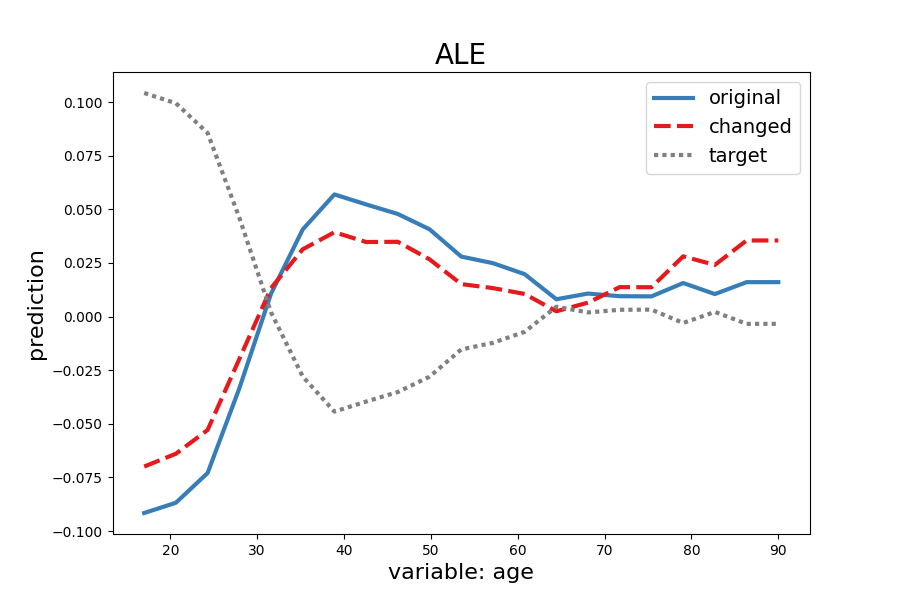 ALE
original
changed
target
0.100
0.075
0.050
0.025
0.000
−0.025
−0.050
−0.075
−0.100
prediction
20 30 40 50 60 70 80 90
variable: age